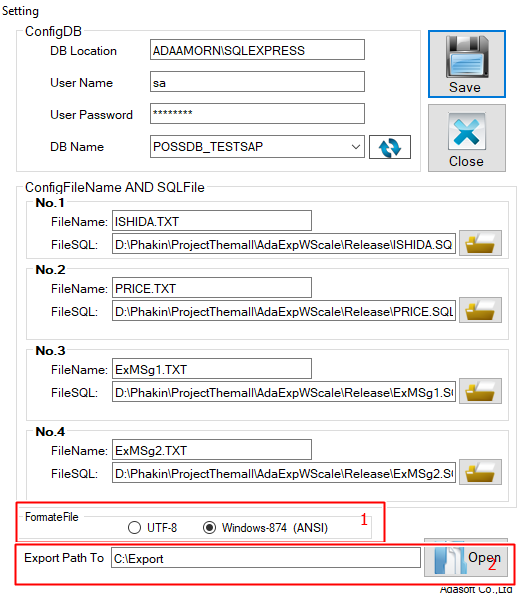 Setting
ConfigDB
DB Location ADAAMORN\SQLEXPRESS
User Name sa
User Password ********
DB Name POSSDB_TESTSAP
Save
Close
ConfigFileName AND SQLFile
No.1
FileName: ISHIDA.TXT
FileSQL: D:\Phakin\ProjectThemall\AdaExpWScale\Release\ISHIDA.SQ
No.2
FileName: PRICE.TXT
FileSQL: D:\Phakin\ProjectThemall\AdaExpWScale\Release\PRICE.SQL
No.3
FileName: ExMSg1.TXT
FileSQL: D:\Phakin\ProjectThemall\AdaExpWScale\Release\ExMSg1.S
No.4
FileName: ExMSg2.TXT
FileSQL: D:\Phakin\ProjectThemall\AdaExpWScale\Release\ExMSg2.S
FormateFile 1
UTF-8 Windows-874 (ANSI)
Export Path To C:\Export Open 2
Adasoft Co.,Ltd